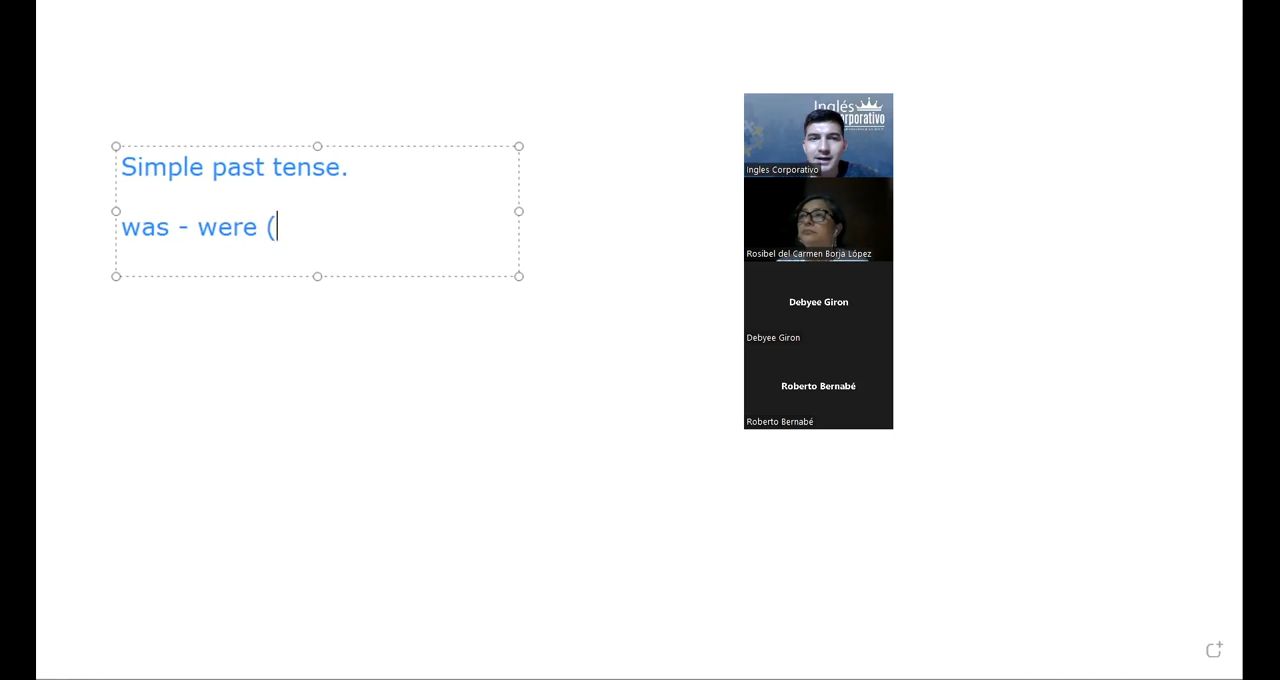 Simple past tense.
was - were (
Inglés
orporativo
Ingles Corporativo
Rosibel del Carmen Borja López
Debyee Giron
Debyee Giron
Roberto Bernabé
Roberto Bernabé